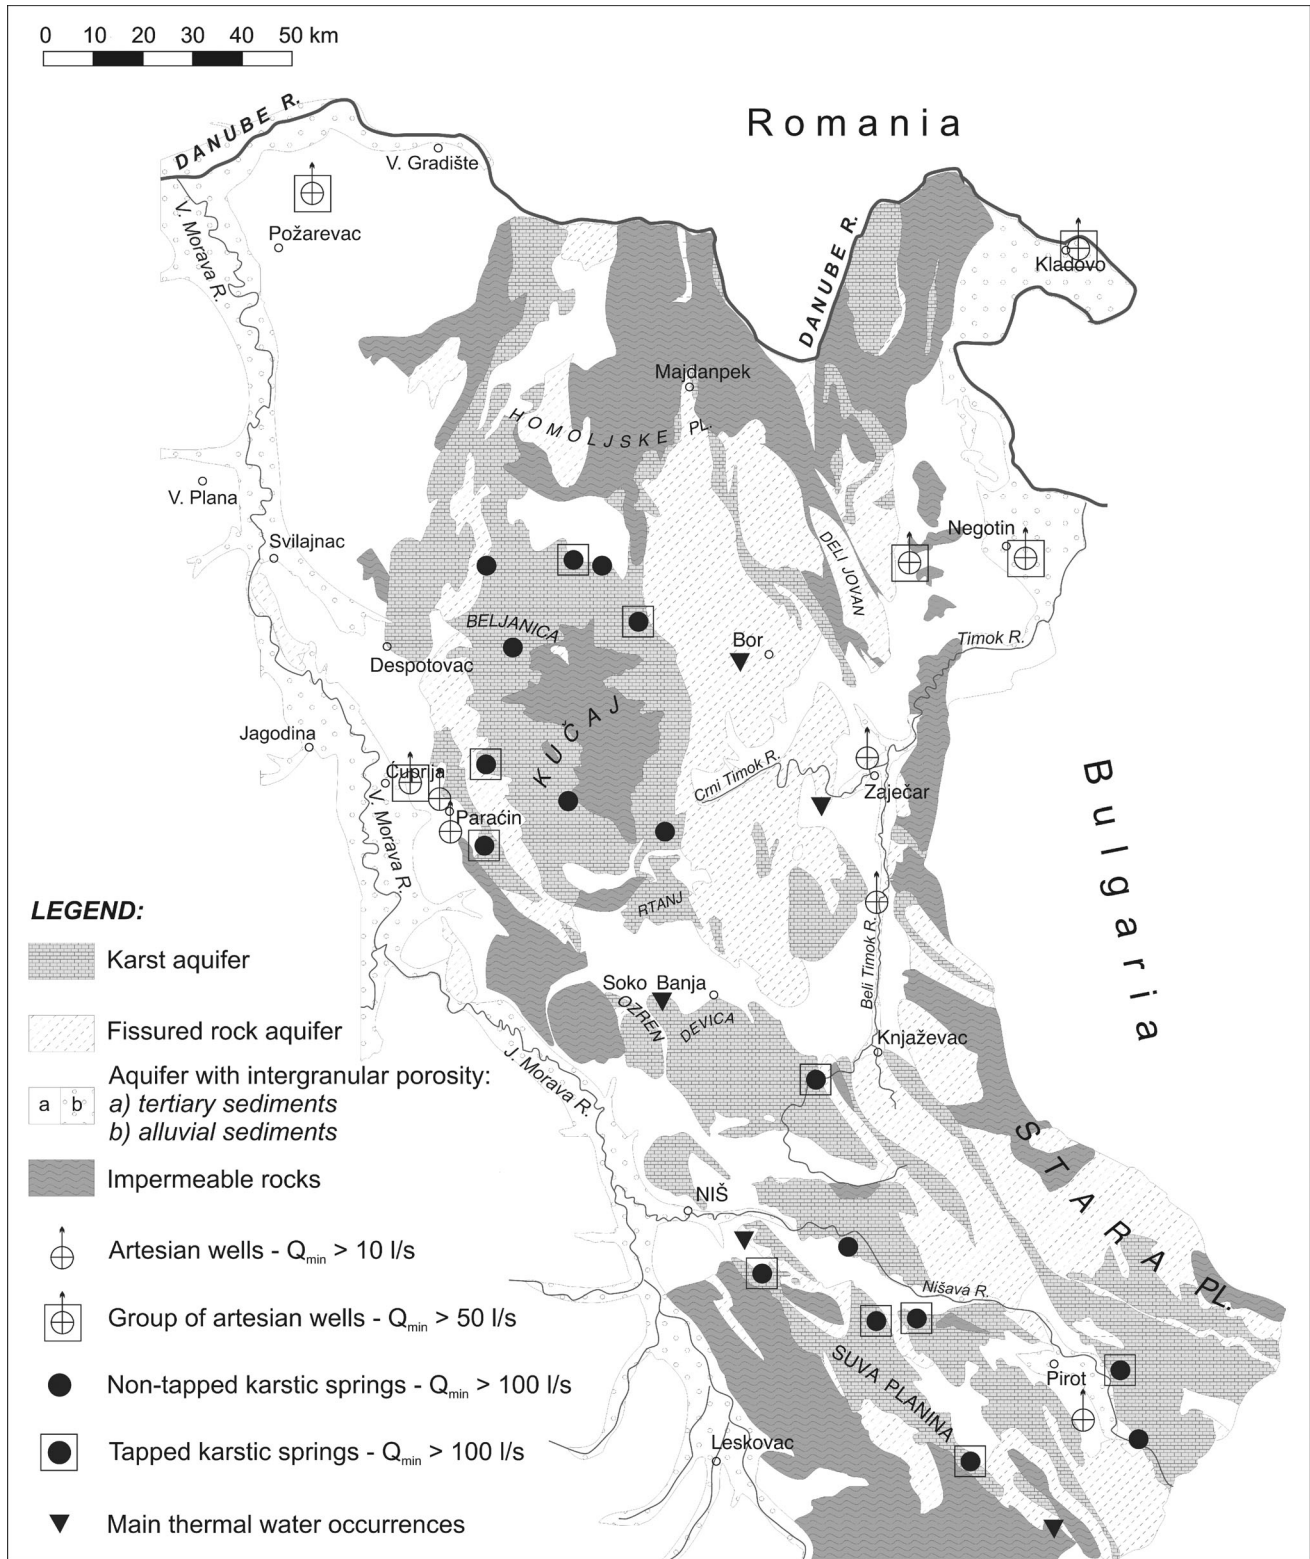 0 10 20 30 40 50 km
Romania
DANUBE R.
V. Gradište
Požarevac
V. Morava R.
DANUBE R.
Kladovo
Majdanpek
HOMOLJSKE PL.
V. Plana
Svilajnac
Negotin
DELI JOVAN
BELJANICA
Bor
Timok R.
Despotovac
KUČAJ
Jagodina
Crni Timok R.
Bulgaria
Ćuprija
Zaječar
V. Morava R.
Paraćin
RTANJ
Beli Timok R.
Soko Banja
OZREN
DEVICA
Knjaževac
J. Morava R.
STARA PL.
NIŠ
Nišava R.
SUVA PLANINA
Pirot
Leskovac
LEGEND:
Karst aquifer
Fissured rock aquifer
Aquifer with intergranular porosity:
a b
a) tertiary sediments
b) alluvial sediments
Impermeable rocks
Artesian wells - Qmin > 10 l/s
Group of artesian wells - Qmin > 50 l/s
Non-tapped karstic springs - Qmin > 100 l/s
Tapped karstic springs - Qmin > 100 l/s
Main thermal water occurrences